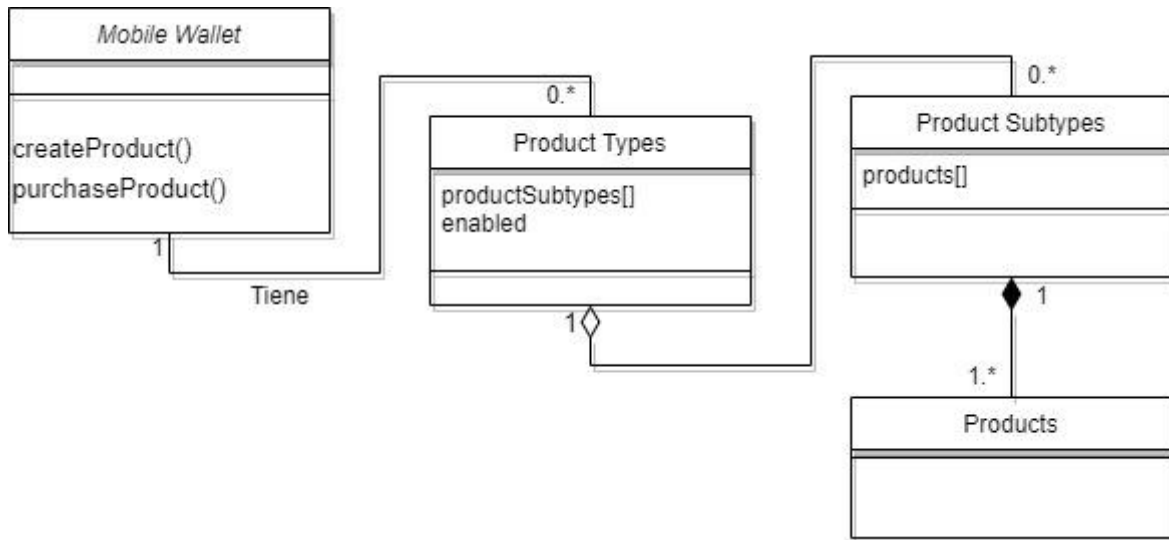 Mobile Wallet
createProduct()
purchaseProduct()
1
Tiene
0.*
Product Types
productSubtypes[]
enabled
1
0.*
Product Subtypes
products[]
1
1.*
Products